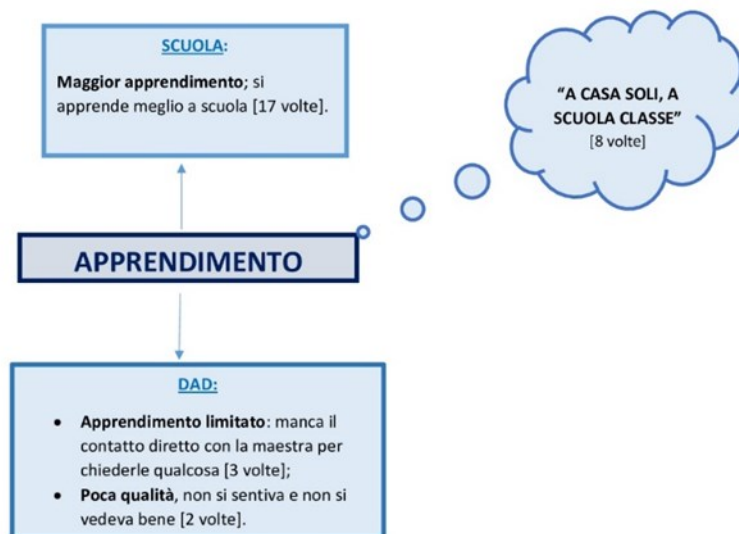 SCUOLA:
Maggior apprendimento; si
apprende meglio a scuola [17 volte].
"A CASA SOLI, A
SCUOLA CLASSE"
[8 volte]
APPRENDIMENTO
DAD:
• Apprendimento limitato: manca il
contatto diretto con la maestra per
chiederle qualcosa [3 volte];
• Poca qualità, non si sentiva e non si
vedeva bene [2 volte].